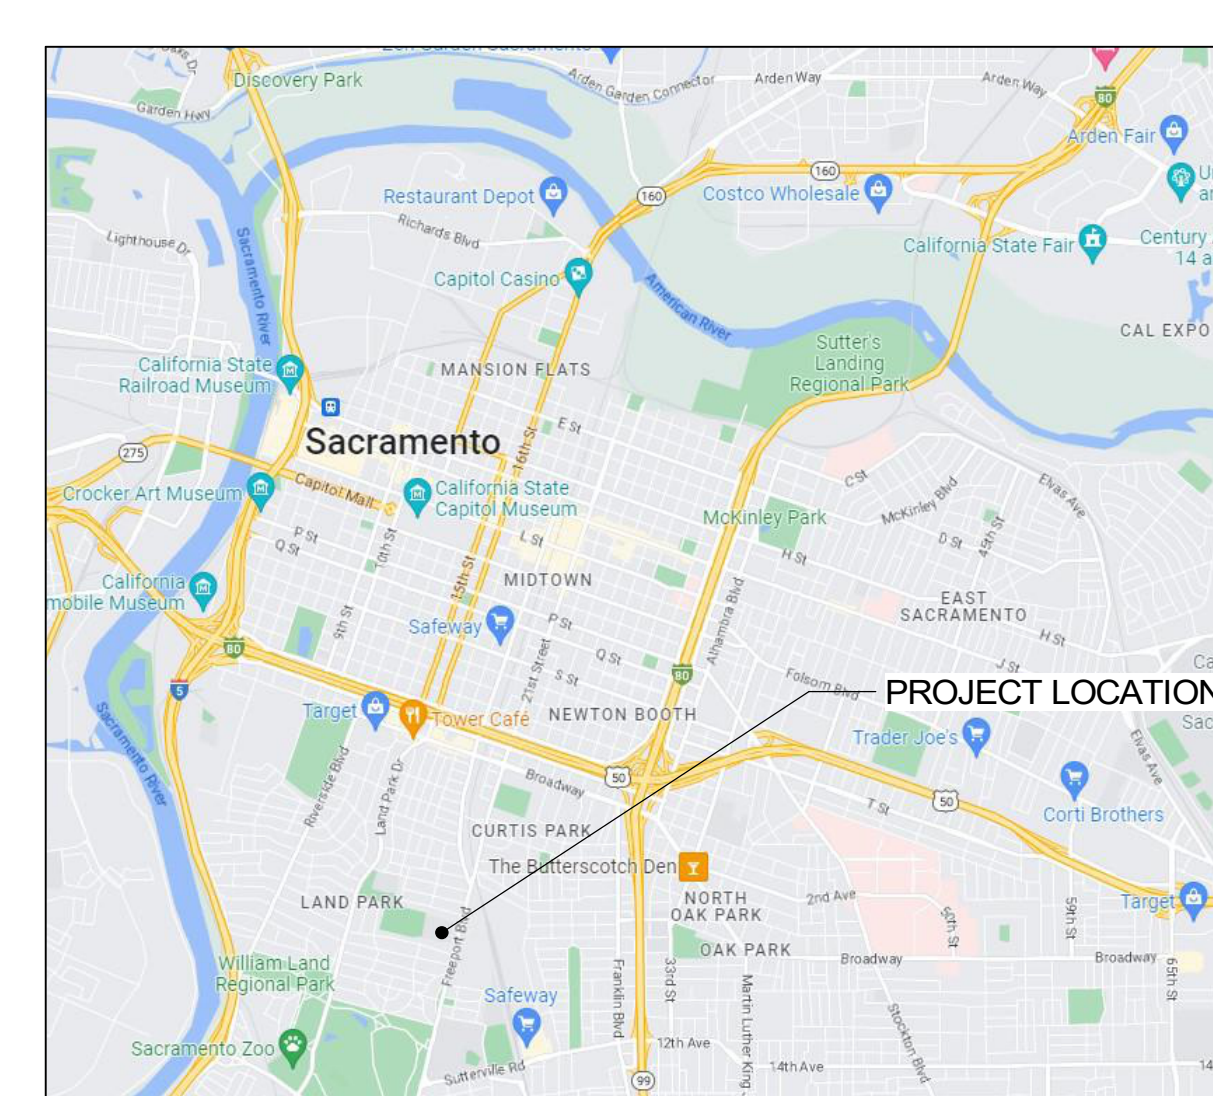 Discovery Park
Garden Hwy
Arden Garden Connector
Arden Way
Arden Way
80
Arden Fair
160
160
Restaurant Depot
Costco Wholesale
Richards Blvd
Lighthouse Dr
Sacramento River
California State Fair
Century
14 a
Capitol Casino
American River
CAL EXPO
Sutter's
Landing
Regional Park
California State
Railroad Museum
MANSION FLATS
Sacramento
16th St
E St
275
C St
Elvas Ave
Crocker Art Museum
Capitol Mall
California State
Capitol Museum
McKinley Park
McKinley Blvd
D St
45th St
P St
Q St
10th St
L St
H St
California
mobile Museum
15th St
MIDTOWN
EAST
SACRAMENTO
9th St
Safeway
P St
Alhambra Blvd
H St
80
21st Street
Q St
J St
5
S St
80
Folsom Blvd
PROJECT LOCATION
Target
Tower Café
NEWTON BOOTH
Trader Joe's
Sacramento River
Riverside Blvd
Land Park Dr
Broadway
50
T St
50
Elvas Ave
Corti Brothers
CURTIS PARK
The Butterscotch Den
LAND PARK
NORTH
OAK PARK
2nd Ave
50th St
59th St
Target
Freeport Blvd
OAK PARK
Broadway
Broadway
65th St
William Land
Regional Park
Franklin Blvd
33rd St
Martin Luther King
Safeway
Stockton Blvd
Sacramento Zoo
12th Ave
Sutterville Rd
99
14th Ave
14